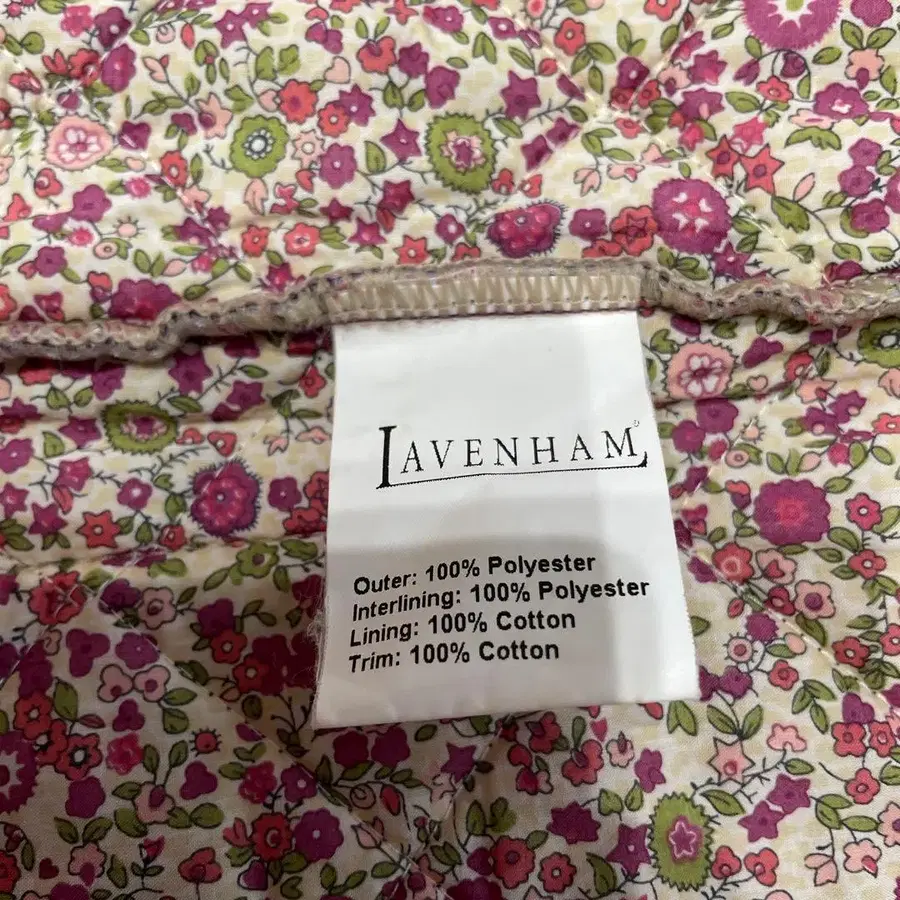 LAVENHAM®
Outer: 100% Polyester
Interlining: 100% Polyester
Lining: 100% Cotton
Trim: 100% Cotton